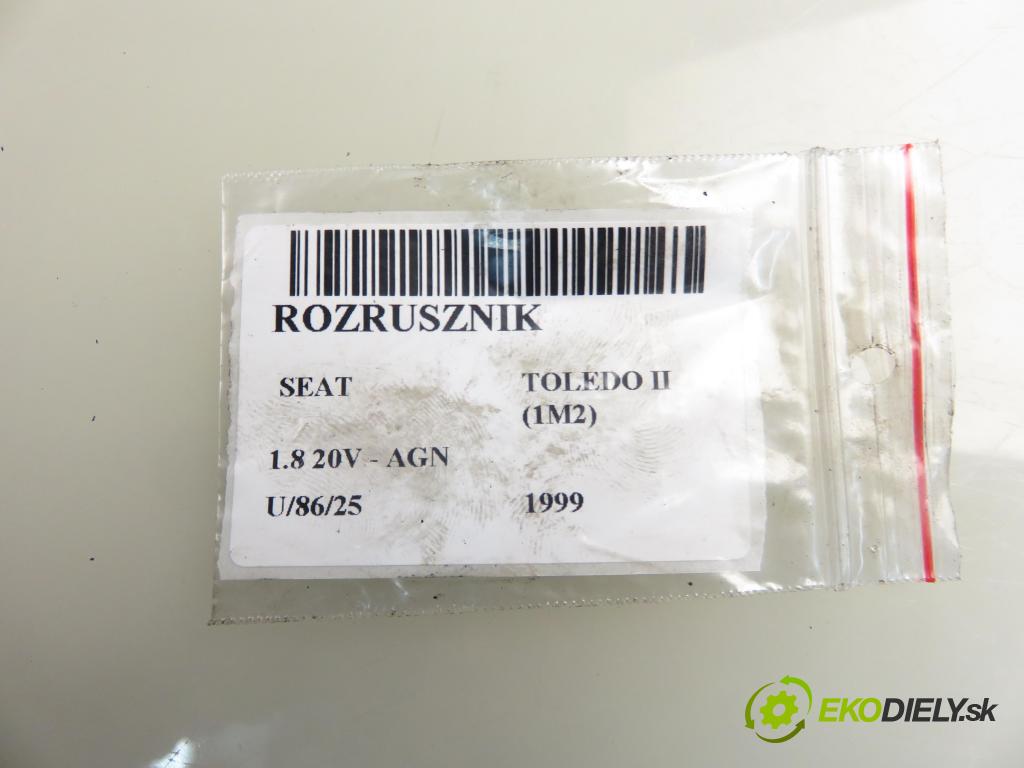 ROZRUSZNIK
SEAT
TOLEDO II
(1M2)
1.8 20V - AGN
U/86/25
1999
EKODIELY.sk